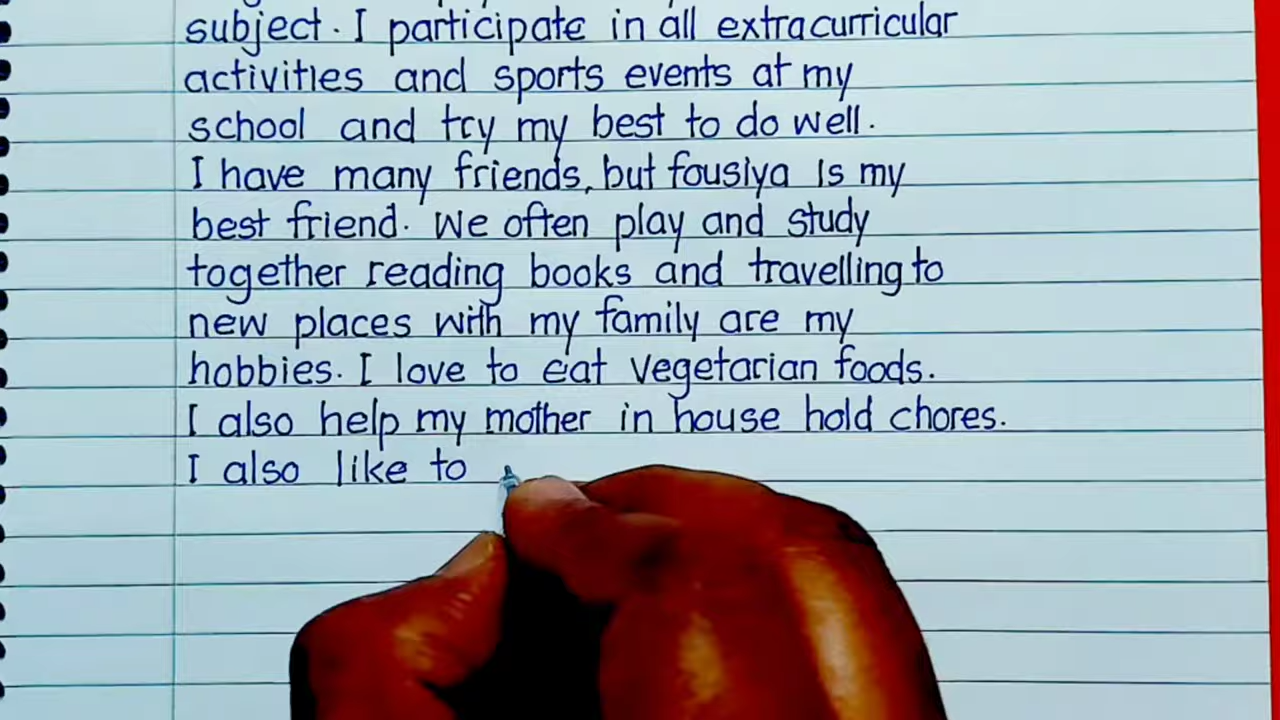 subject. I participate in all extracurricular
activities and sports events at my
school and try my best to do well.
I have many friends, but fousiya is my
best friend. We often play and study
together reading books and travelling to
new places with my family are my
hobbies. I love to eat vegetarian foods.
I also help my mother in house hold chores.
I also like to